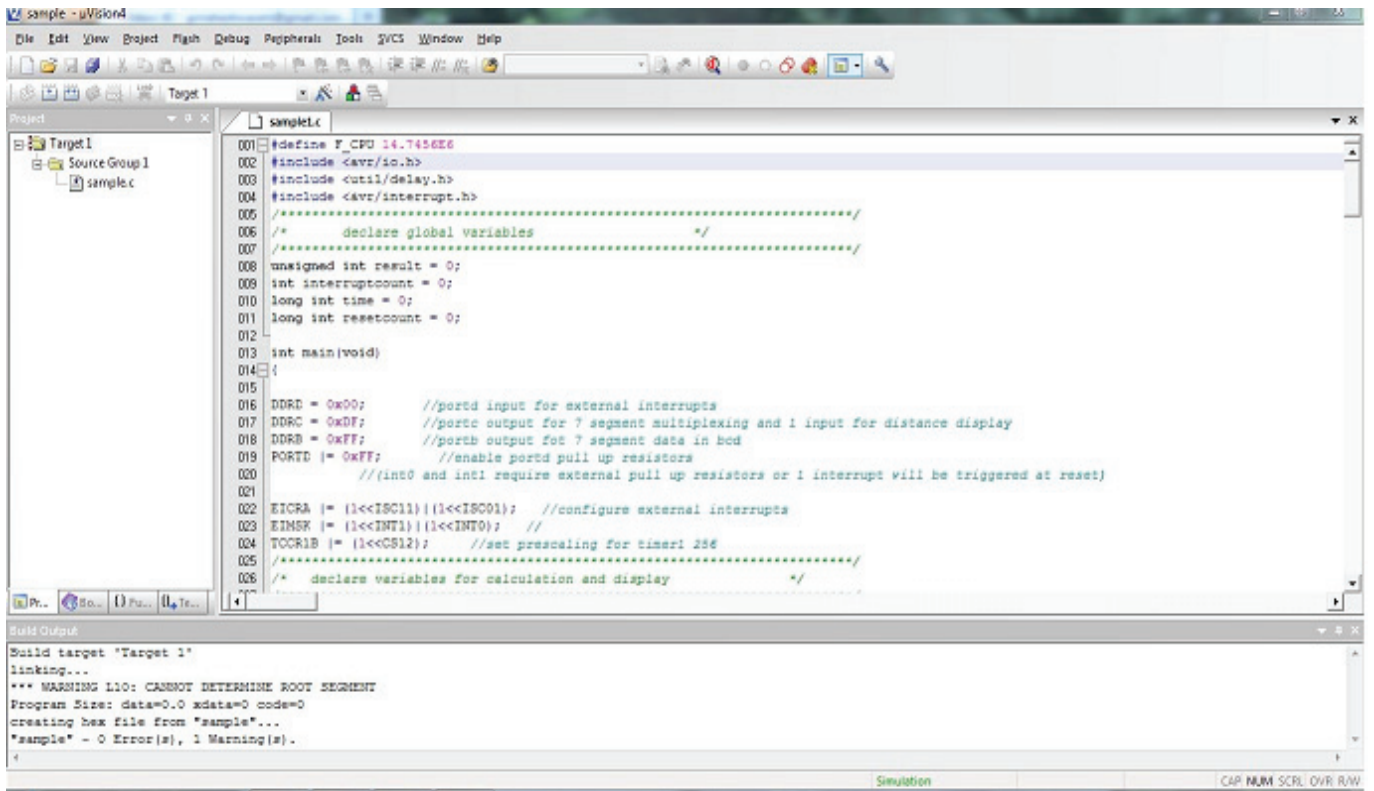 sample - µVision4
File Edit View Project Flash Debug Peripherals Tools SVCS Window Help
Target 1
Project
Target 1
Source Group 1
sample.c
sample.c
001 #define F_CPU 14.7456E6
002 #include <avr/io.h>
003 #include <util/delay.h>
004 #include <avr/interrupt.h>
005 /***********************************************************************/
006 /* declare global variables */
007 /***********************************************************************/
008 unsigned int result = 0;
009 int interruptcount = 0;
010 long int time = 0;
011 long int resetcount = 0;
012
013 int main(void)
014 {
015
016 DDRD = 0x00; //portd input for external interrupts
017 DDRC = 0xDF; //portc output for 7 segment multiplexing and 1 input for distance display
018 DDRB = 0xFF; //portb output fot 7 segment data in bcd
019 PORTD |= 0xFF; //enable portd pull up resistors
020 //(int0 and int1 require external pull up resistors or 1 interrupt will be triggered at reset)
021
022 EICRA |= (1<<ISC11)|(1<<ISC01); //configure external interrupts
023 EIMSK |= (1<<INT1)|(1<<INT0); //
024 TCCR1B |= (1<<CS12); //set prescaling for timer1 256
025 /***********************************************************************/
026 /* declare variables for calculation and display */
Pr... Bo... {} Fu... Te...
Build Output
Build target 'Target 1'
linking...
*** WARNING L10: CANNOT DETERMINE ROOT SEGMENT
Program Size: data=0.0 xdata=0 code=0
creating hex file from "sample"...
"sample" - 0 Error(s), 1 Warning(s).
Simulation
CAP NUM SCRL OVR R/W